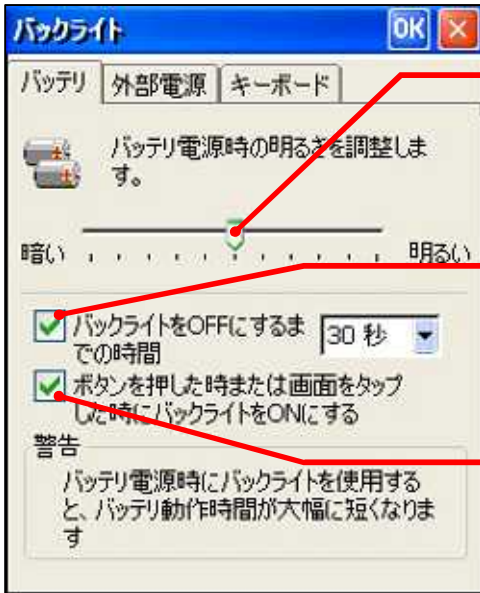 バックライト OK
バッテリ 外部電源 キーボード
バッテリ電源時の明るさを調整しま
す。
暗い 明るい
バックライトをOFFにするま 30 秒
での時間
ボタンを押した時または画面をタップ
した時にバックライトをONにする
警告
バッテリ電源時にバックライトを使用する
と、バッテリ動作時間が大幅に短くなりま
す